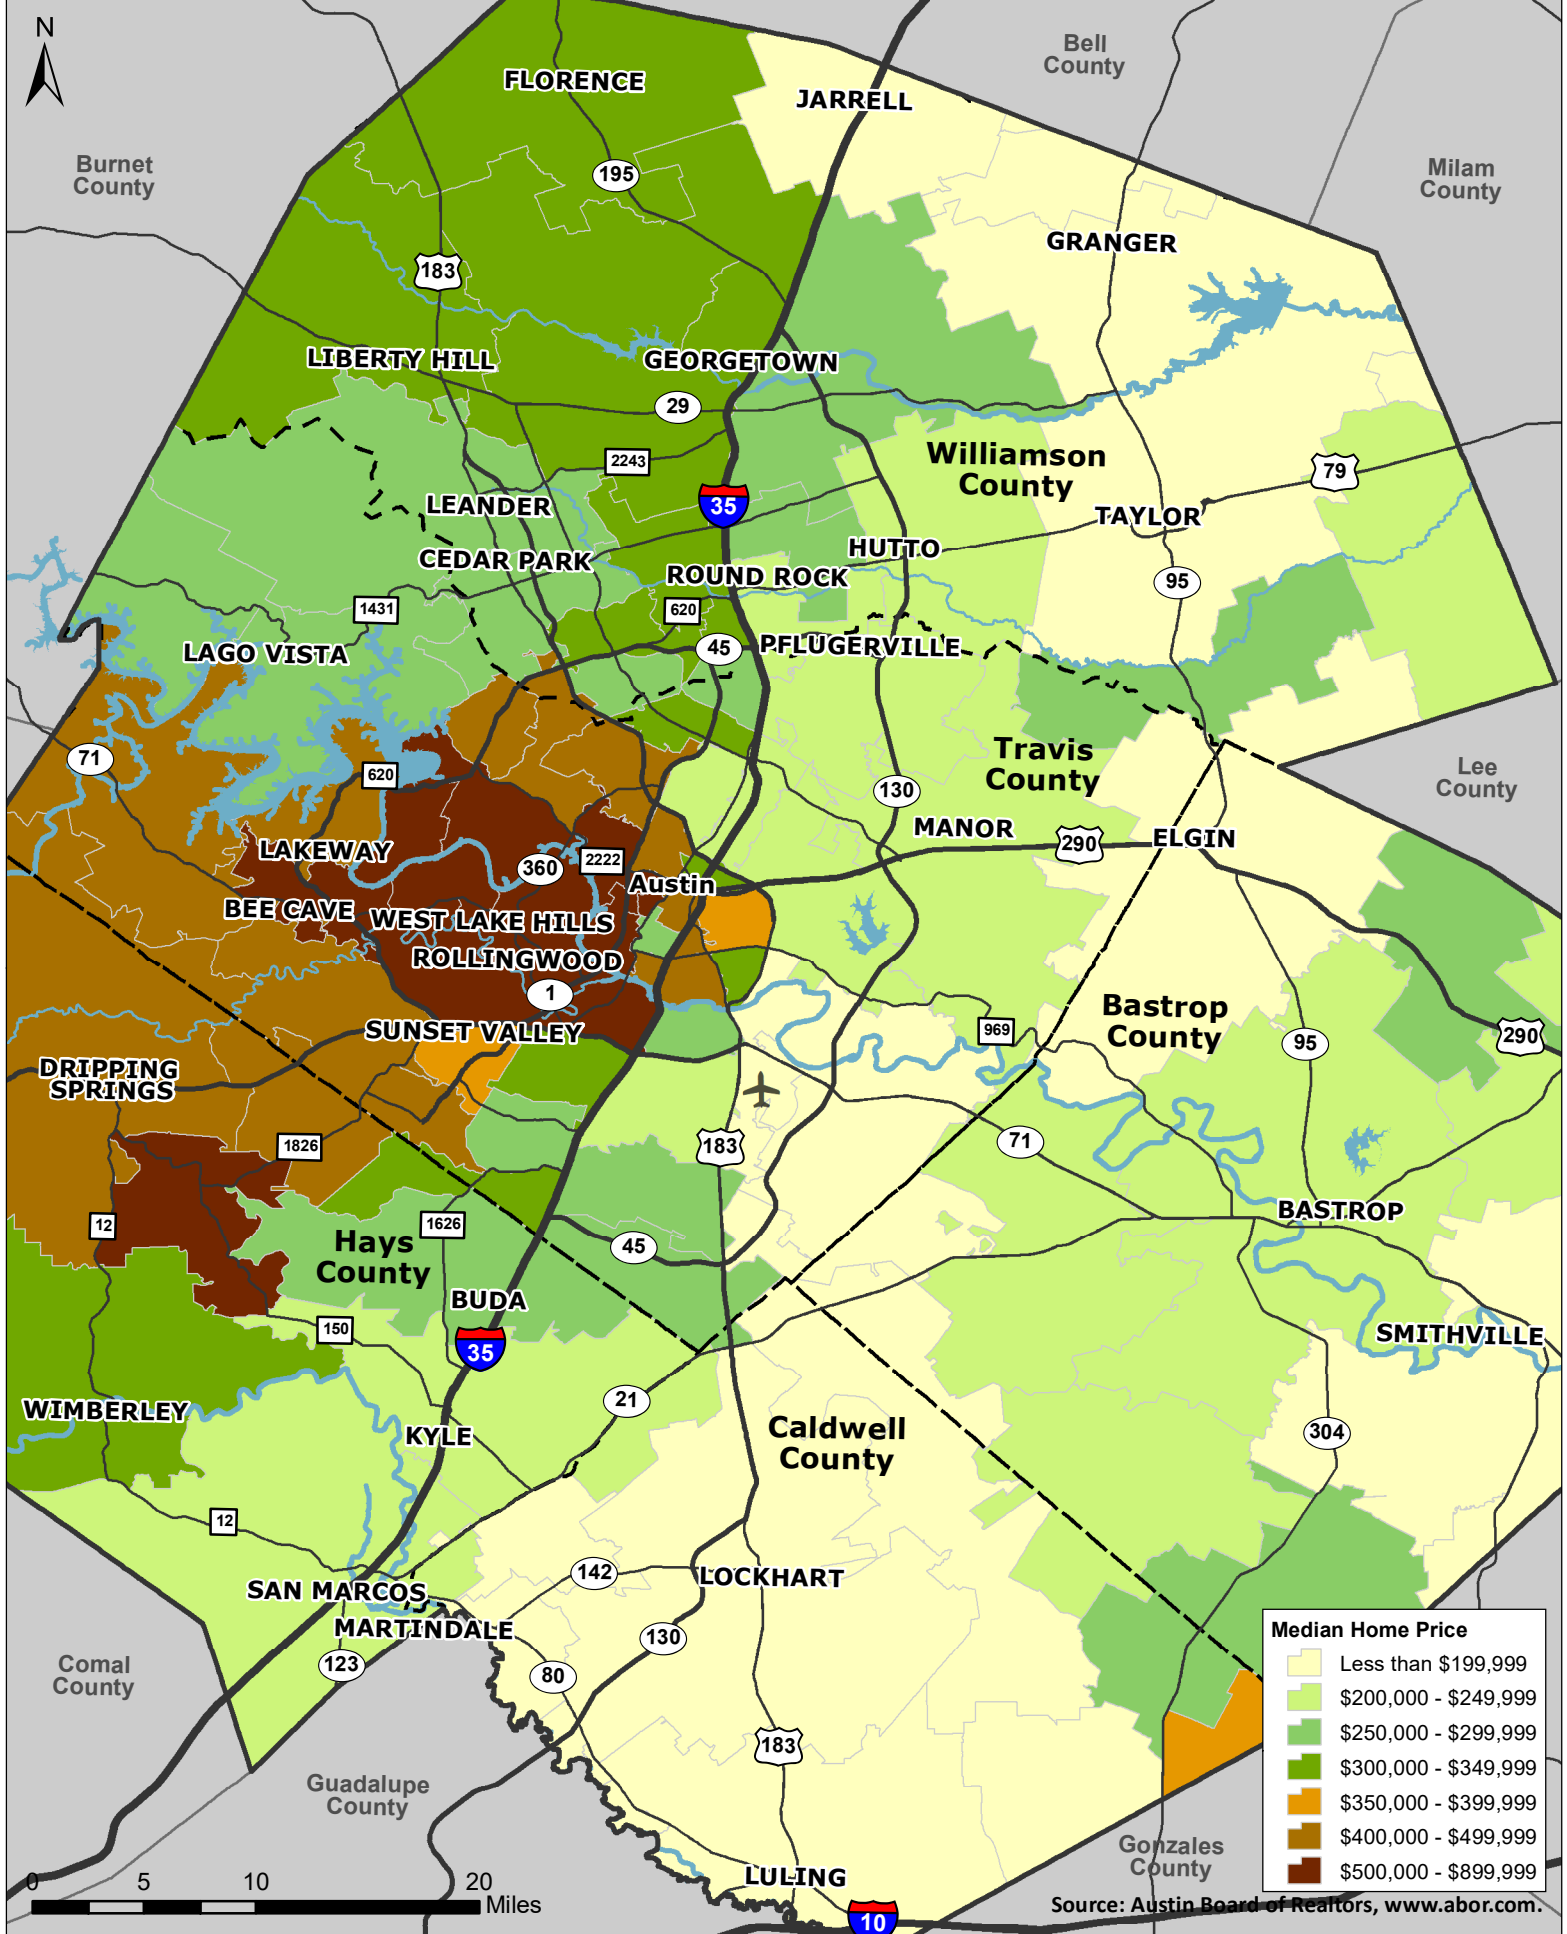 N
Bell
County
FLORENCE
JARRELL
Burnet
County
195
Milam
County
GRANGER
183
LIBERTY HILL
GEORGETOWN
29
Williamson
County
2243
79
LEANDER
35
TAYLOR
CEDAR PARK
HUTTO
ROUND ROCK
95
1431
620
LAGO VISTA
45
PFLUGERVILLE
71
620
Travis
County
Lee
County
130
MANOR
290
ELGIN
LAKEWAY
360
2222
Austin
BEE CAVE
WEST LAKE HILLS
ROLLINGWOOD
1
Bastrop
County
SUNSET VALLEY
969
95
290
DRIPPING
SPRINGS
1826
183
71
12
1626
BASTROP
Hays
County
45
BUDA
150
35
SMITHVILLE
21
WIMBERLEY
KYLE
Caldwell
County
304
12
142
LOCKHART
SAN MARCOS
MARTINDALE
130
123
80
Comal
County
183
Guadalupe
County
Median Home Price
Less than $199,999
$200,000 - $249,999
$250,000 - $299,999
$300,000 - $349,999
$350,000 - $399,999
$400,000 - $499,999
$500,000 - $899,999
Gonzales
County
LULING
0 5 10 20
Miles
10
Source: Austin Board of Realtors, www.abor.com.